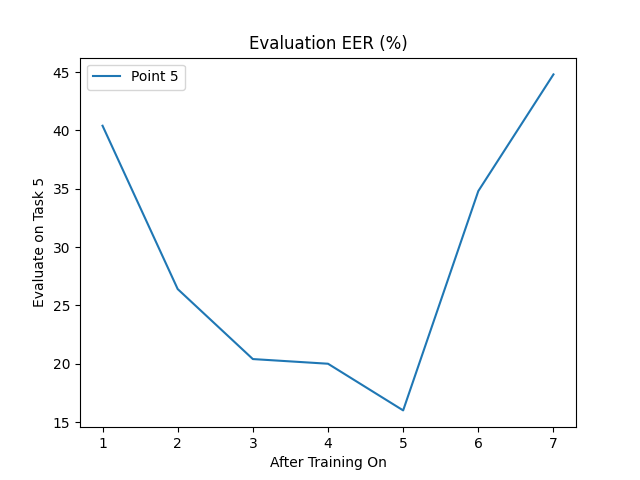 Evaluation EER (%)
Point 5
Evaluate on Task 5
45
40
35
30
25
20
15
1 2 3 4 5 6 7
After Training On